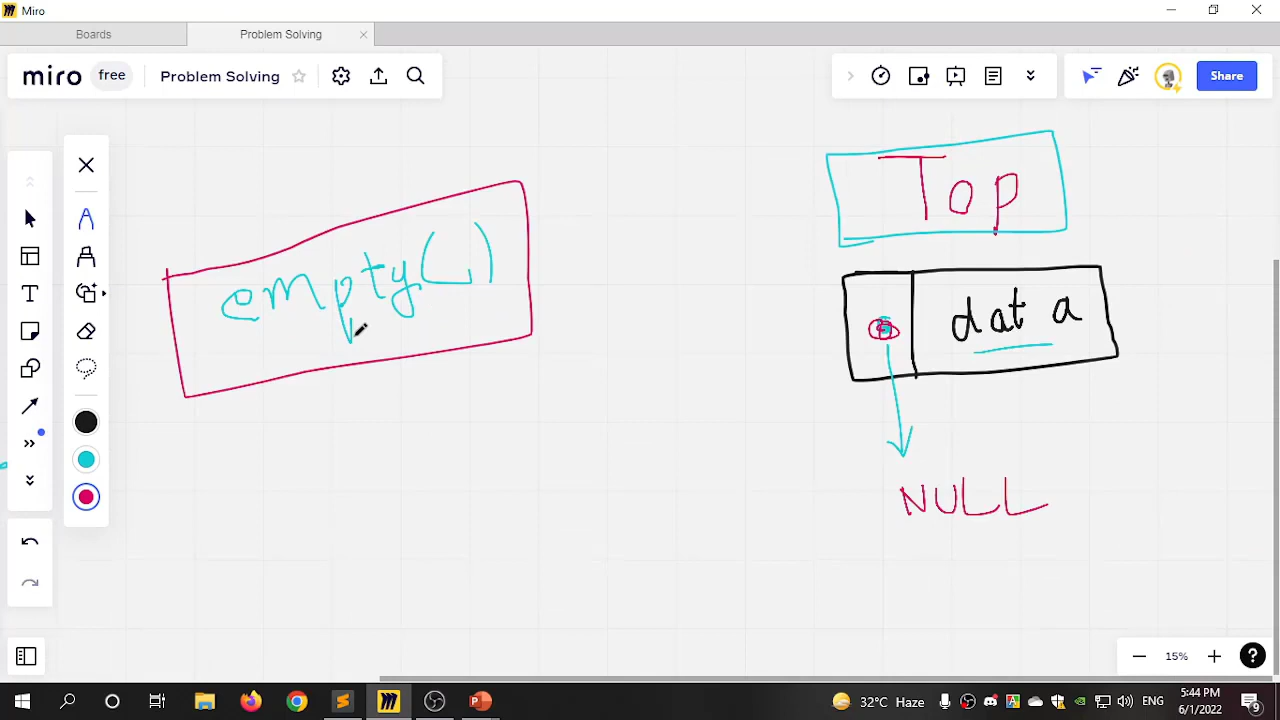 Miro
Boards
Problem Solving
miro
free
Problem Solving
Share
Top
empty()
data
NULL
15%
32°C Haze
ENG
5:44 PM
6/1/2022
9